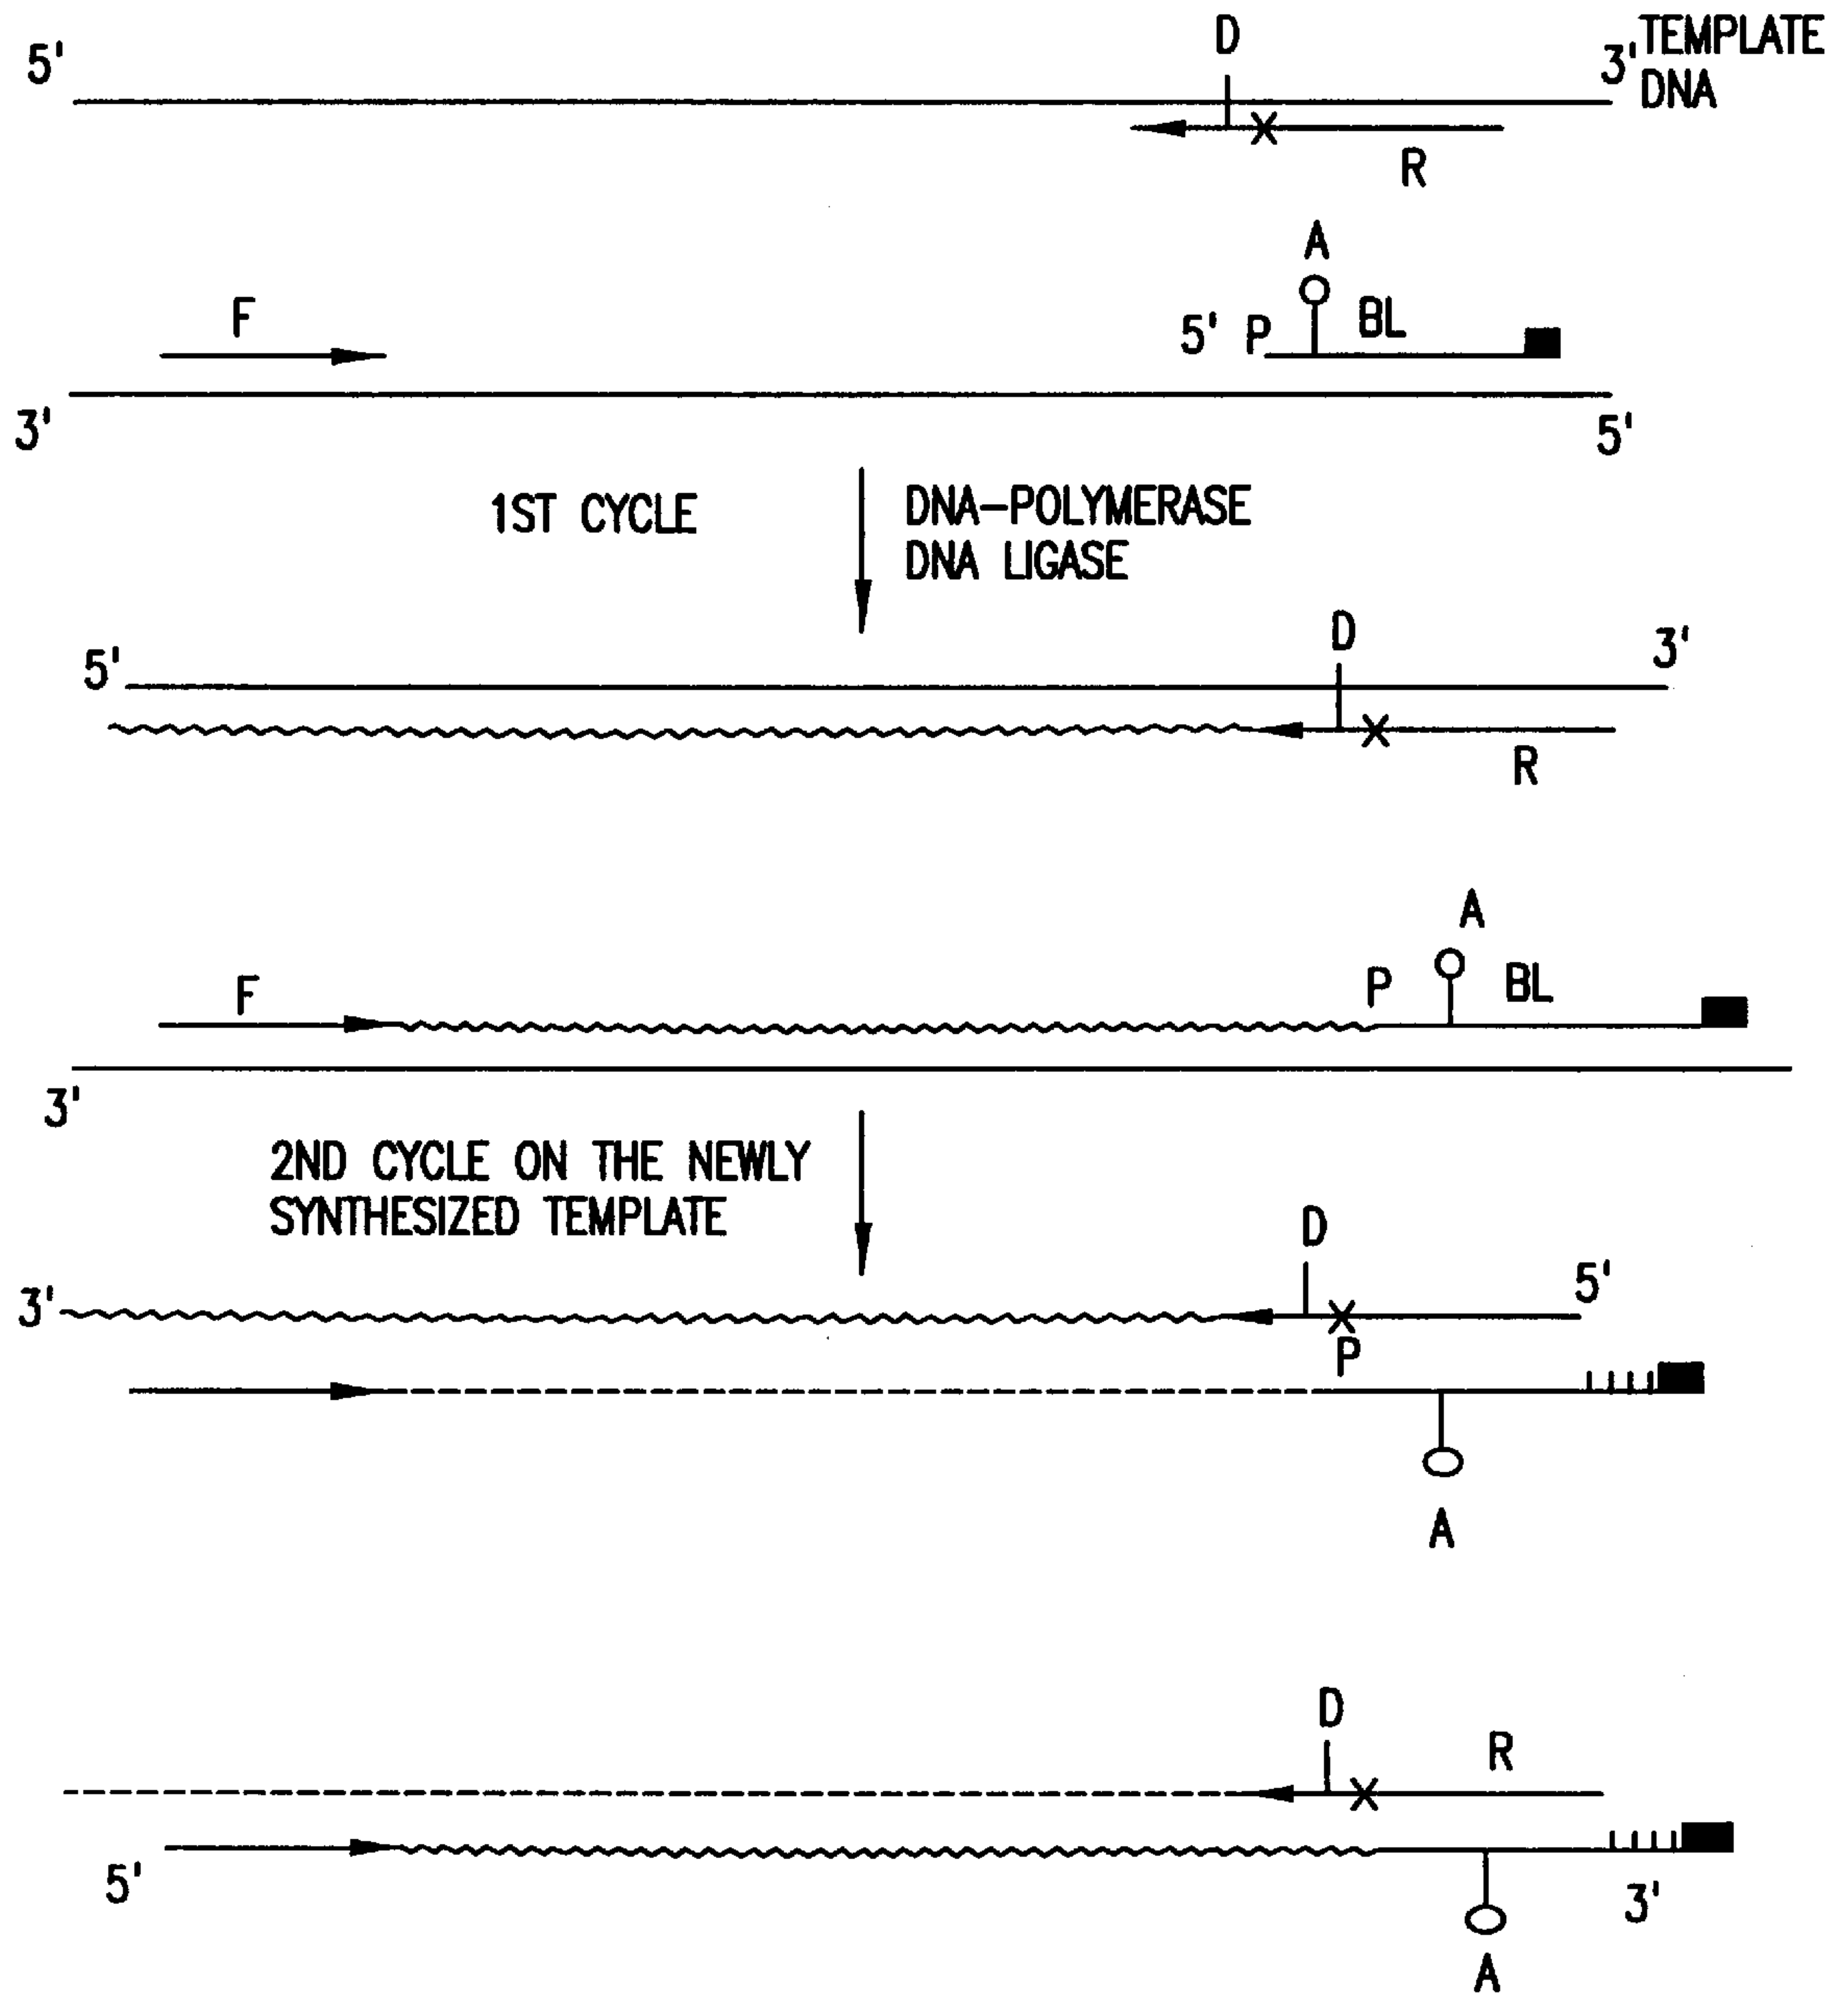 D
5' 3' TEMPLATE
DNA
X
R
A
F 5' P BL
3' 5'
1ST CYCLE DNA-POLYMERASE
DNA LIGASE
D
5' 3'
X
R
A
F P BL
3'
2ND CYCLE ON THE NEWLY
SYNTHESIZED TEMPLATE
D
3' 5'
X
P
A
D R
X
5' 3'
A